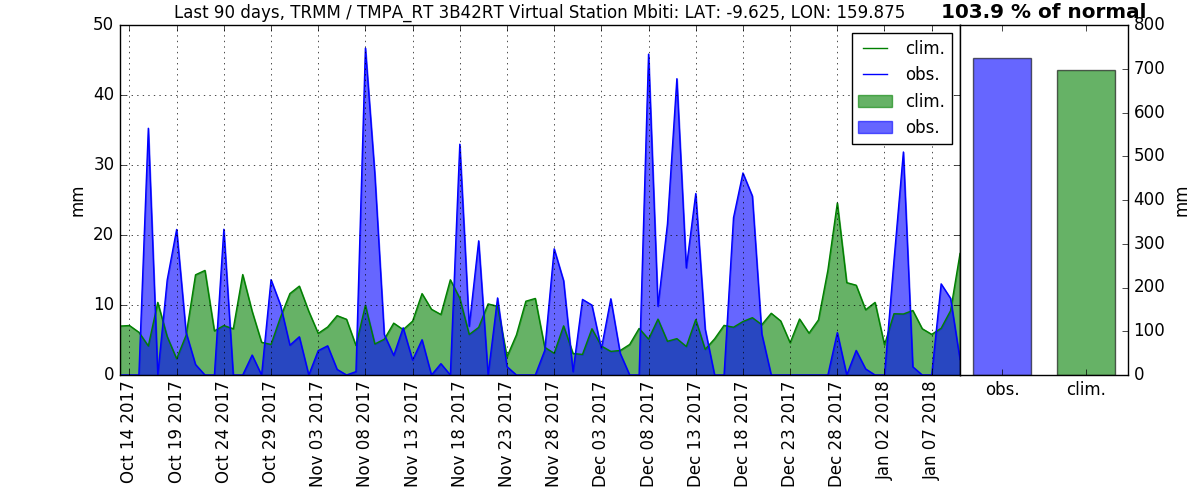 Last 90 days, TRMM / TMPA_RT 3B42RT Virtual Station Mbiti: LAT: -9.625, LON: 159.875
103.9 % of normal
50
40
30
20
10
0
mm
clim.
obs.
clim.
obs.
800
700
600
500
400
300
200
100
0
mm
obs.
clim.
Oct 14 2017
Oct 19 2017
Oct 24 2017
Oct 29 2017
Nov 03 2017
Nov 08 2017
Nov 13 2017
Nov 18 2017
Nov 23 2017
Nov 28 2017
Dec 03 2017
Dec 08 2017
Dec 13 2017
Dec 18 2017
Dec 23 2017
Dec 28 2017
Jan 02 2018
Jan 07 2018